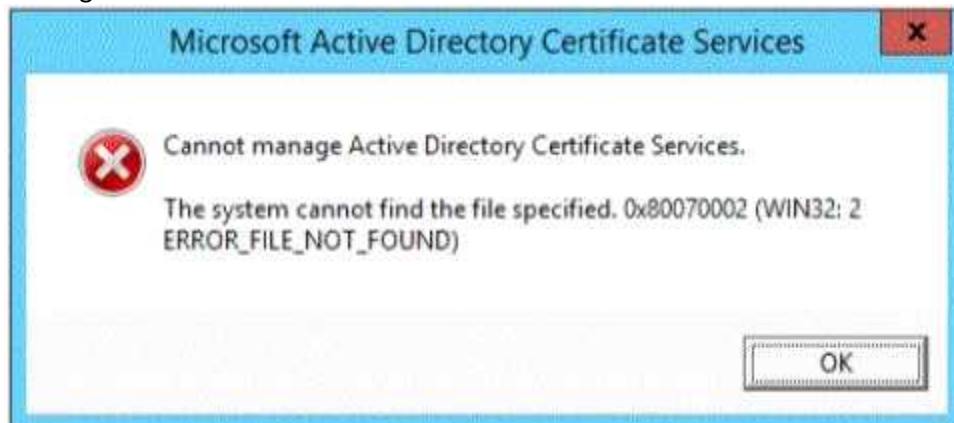 Microsoft Active Directory Certificate Services
x
Cannot manage Active Directory Certificate Services.
The system cannot find the file specified. 0x80070002 (WIN32: 2
ERROR_FILE_NOT_FOUND)
OK